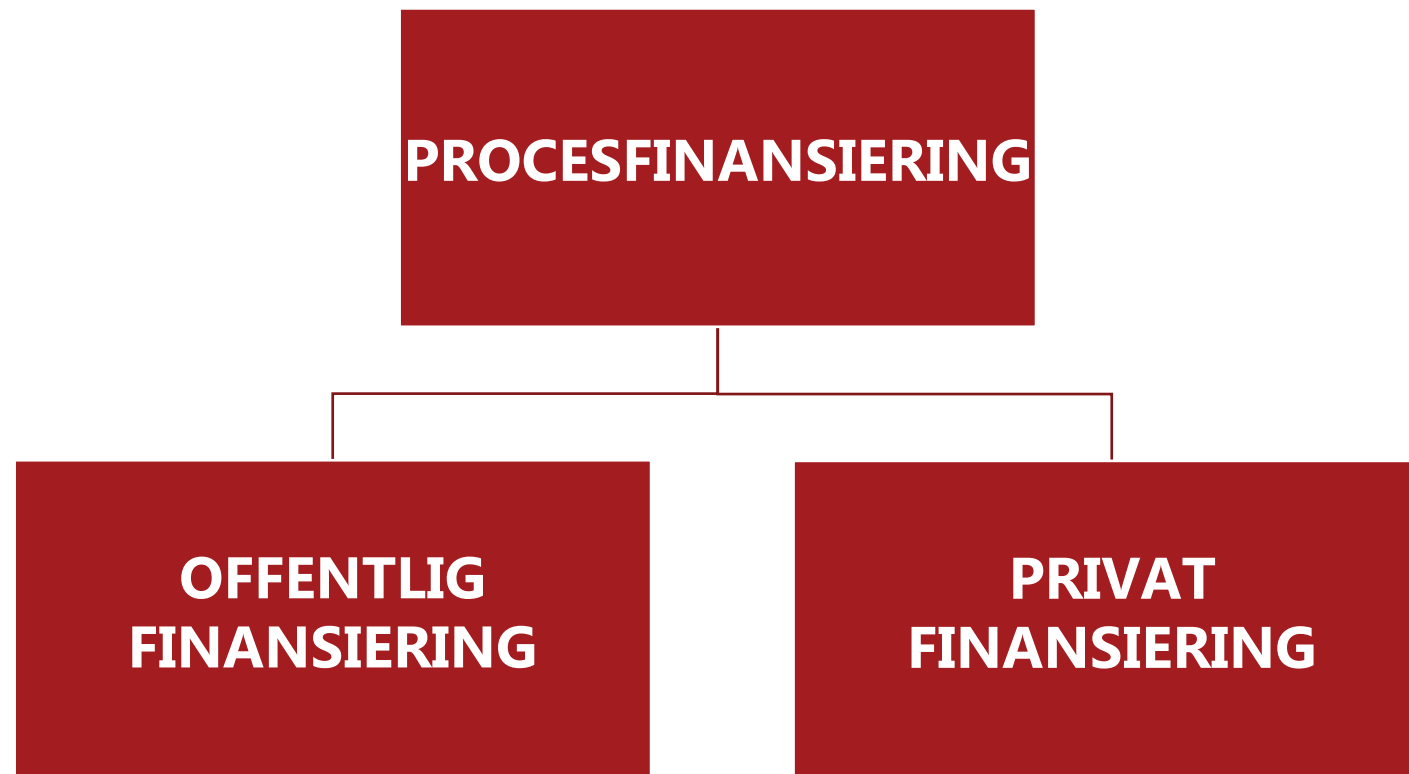 PROCESFINANSIERING
OFFENTLIG
FINANSIERING
PRIVAT
FINANSIERING